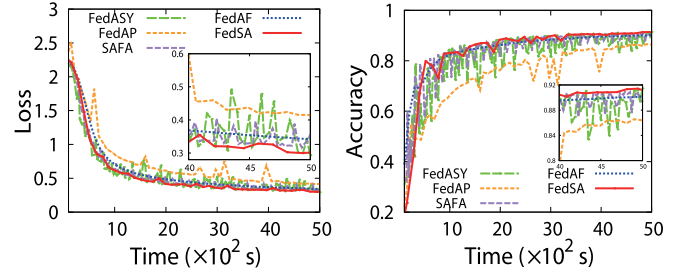 3
2.5
2
1.5
1
0.5
0
Loss
FedASY
FedAP
SAFA
FedAF
FedSA
0.6
0.5
0.4
0.3
40 45 50
10 20 30 40 50
Time (×10² s)
1
0.8
0.6
0.4
0.2
Accuracy
0.92
0.88
0.84
0.8
40 45 50
FedASY
FedAP
SAFA
FedAF
FedSA
10 20 30 40 50
Time (×10² s)